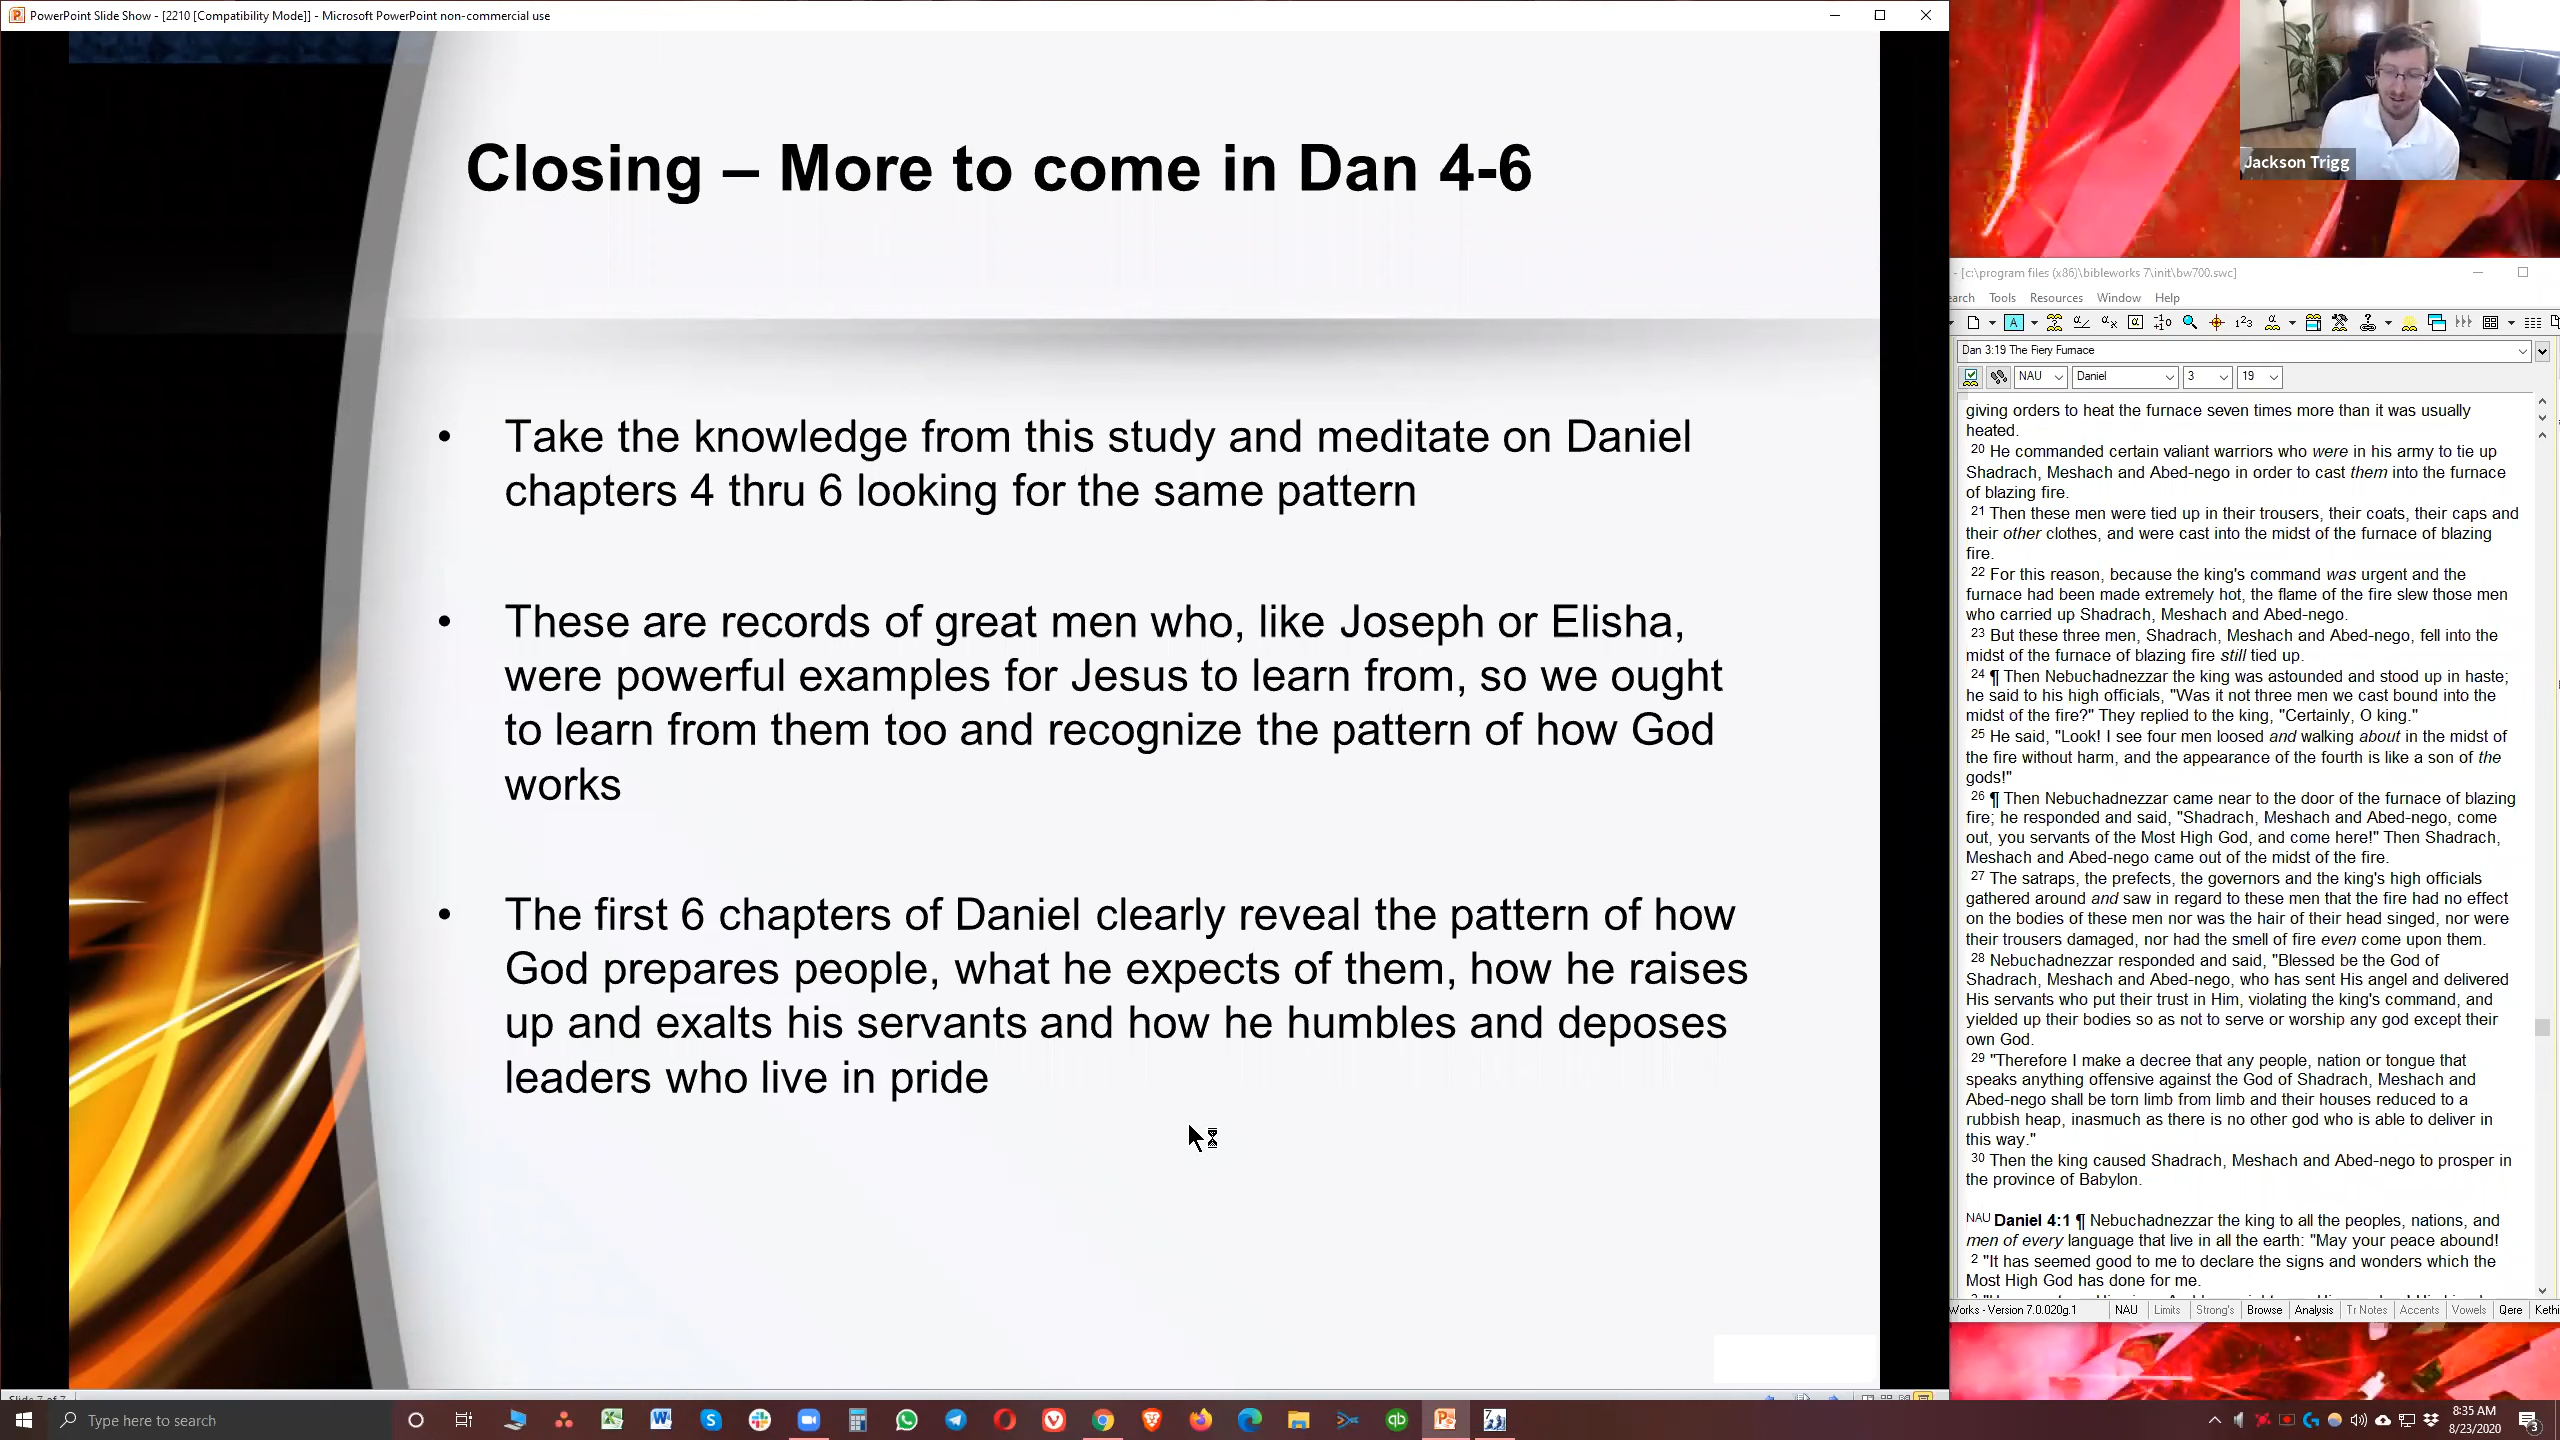 PowerPoint Slide Show - [2210 [Compatibility Mode]] - Microsoft PowerPoint non-commercial use
Closing – More to come in Dan 4-6
• Take the knowledge from this study and meditate on Daniel
chapters 4 thru 6 looking for the same pattern
• These are records of great men who, like Joseph or Elisha,
were powerful examples for Jesus to learn from, so we ought
to learn from them too and recognize the pattern of how God
works
• The first 6 chapters of Daniel clearly reveal the pattern of how
God prepares people, what he expects of them, how he raises
up and exalts his servants and how he humbles and deposes
leaders who live in pride
Jackson Trigg
- [c:\program files (x86)\bibleworks 7\init\bw700.swc]
Tools Resources Window Help
Dan 3:19 The Fiery Furnace
NAU Daniel 3 19
giving orders to heat the furnace seven times more than it was usually
heated.
20 He commanded certain valiant warriors who were in his army to tie up
Shadrach, Meshach and Abed-nego in order to cast them into the furnace
of blazing fire.
21 Then these men were tied up in their trousers, their coats, their caps and
their other clothes, and were cast into the midst of the furnace of blazing
fire.
22 For this reason, because the king's command was urgent and the
furnace had been made extremely hot, the flame of the fire slew those men
who carried up Shadrach, Meshach and Abed-nego.
23 But these three men, Shadrach, Meshach and Abed-nego, fell into the
midst of the furnace of blazing fire still tied up.
24 ¶ Then Nebuchadnezzar the king was astounded and stood up in haste;
he said to his high officials, "Was it not three men we cast bound into the
midst of the fire?" They replied to the king, "Certainly, O king."
25 He said, "Look! I see four men loosed and walking about in the midst of
the fire without harm, and the appearance of the fourth is like a son of the
gods!"
26 ¶ Then Nebuchadnezzar came near to the door of the furnace of blazing
fire; he responded and said, "Shadrach, Meshach and Abed-nego, come
out, you servants of the Most High God, and come here!" Then Shadrach,
Meshach and Abed-nego came out of the midst of the fire.
27 The satraps, the prefects, the governors and the king's high officials
gathered around and saw in regard to these men that the fire had no effect
on the bodies of these men nor was the hair of their head singed, nor were
their trousers damaged, nor had the smell of fire even come upon them.
28 Nebuchadnezzar responded and said, "Blessed be the God of
Shadrach, Meshach and Abed-nego, who has sent His angel and delivered
His servants who put their trust in Him, violating the king's command, and
yielded up their bodies so as not to serve or worship any god except their
own God.
29 "Therefore I make a decree that any people, nation or tongue that
speaks anything offensive against the God of Shadrach, Meshach and
Abed-nego shall be torn limb from limb and their houses reduced to a
rubbish heap, inasmuch as there is no other god who is able to deliver in
this way."
30 Then the king caused Shadrach, Meshach and Abed-nego to prosper in
the province of Babylon.
NAU Daniel 4:1 ¶ Nebuchadnezzar the king to all the peoples, nations, and
men of every language that live in all the earth: "May your peace abound!
2 "It has seemed good to me to declare the signs and wonders which the
Most High God has done for me.
Works - Version 7.0.020g.1 NAU Limits Strong's Browse Analysis Tr Notes Accents Vowels Qere Kethi
Type here to search
8:35 AM
8/23/2020